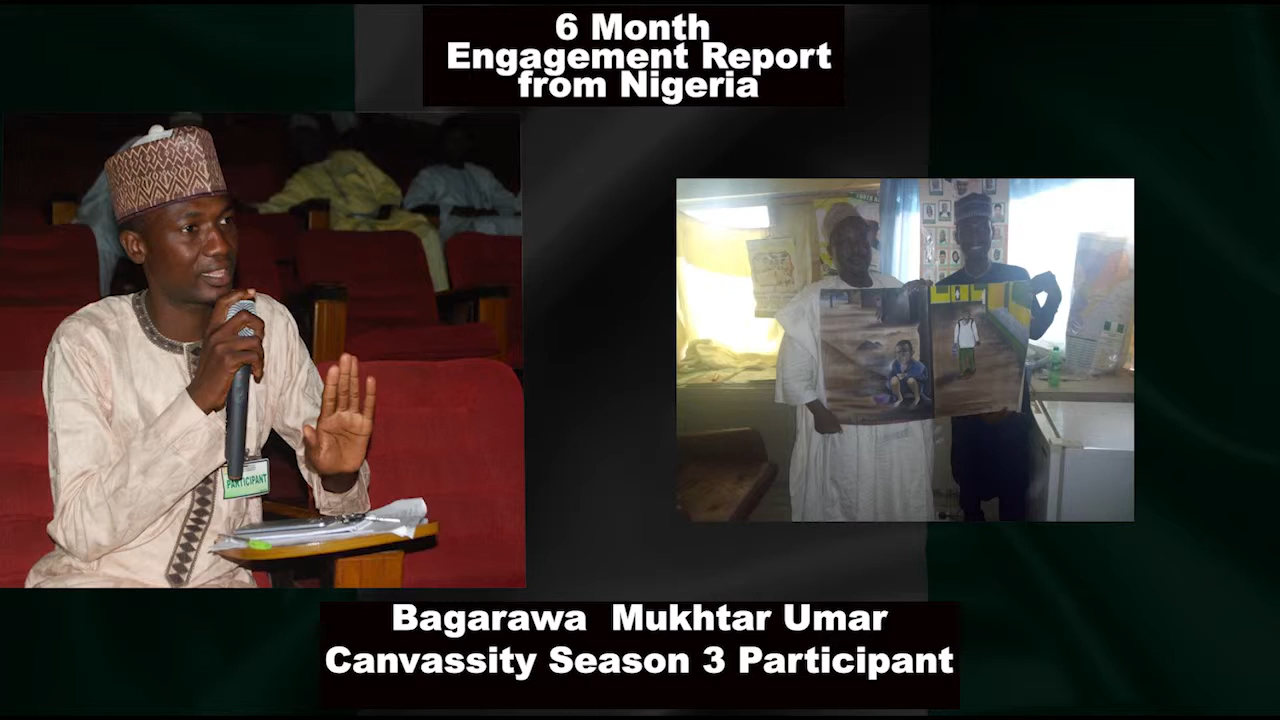 6 Month
Engagement Report
from Nigeria
PARTICIPANT
Bagarawa  Mukhtar Umar
Canvassity Season 3 Participant